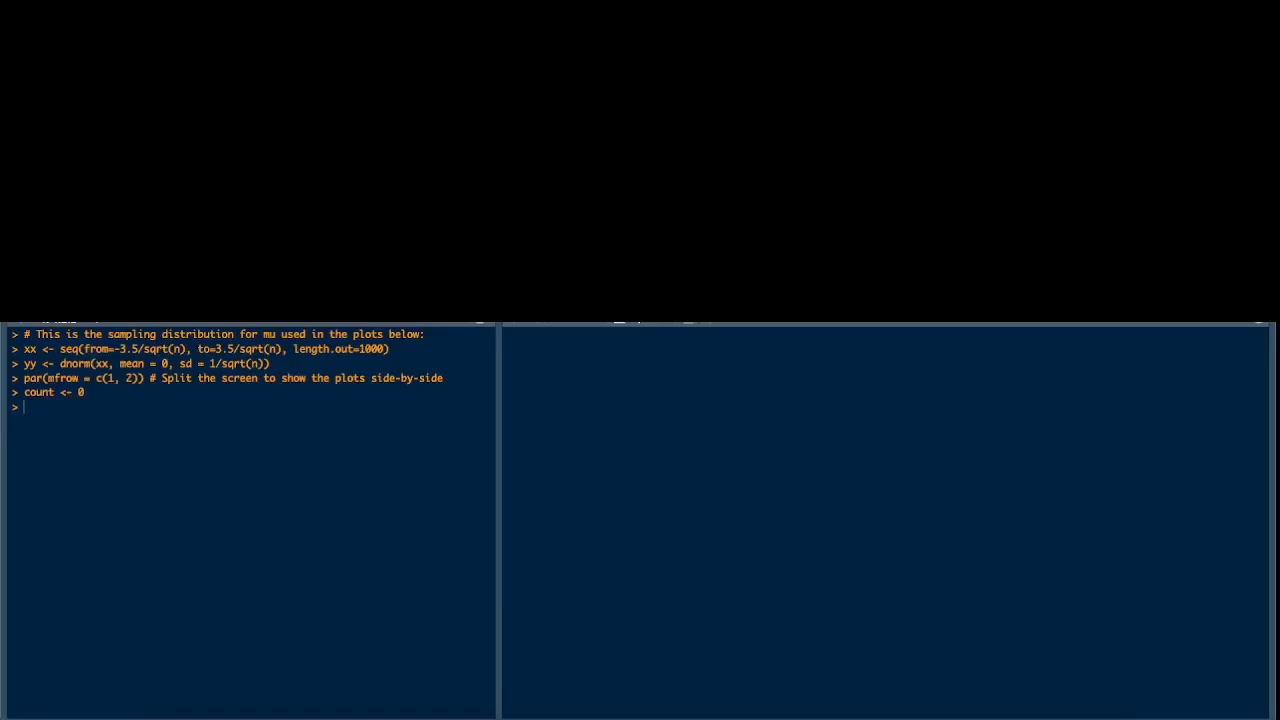 > # This is the sampling distribution for mu used in the plots below:
> xx <- seq(from=-3.5/sqrt(n), to=3.5/sqrt(n), length.out=1000)
> yy <- dnorm(xx, mean = 0, sd = 1/sqrt(n))
> par(mfrow = c(1, 2)) # Split the screen to show the plots side-by-side
> count <- 0
>